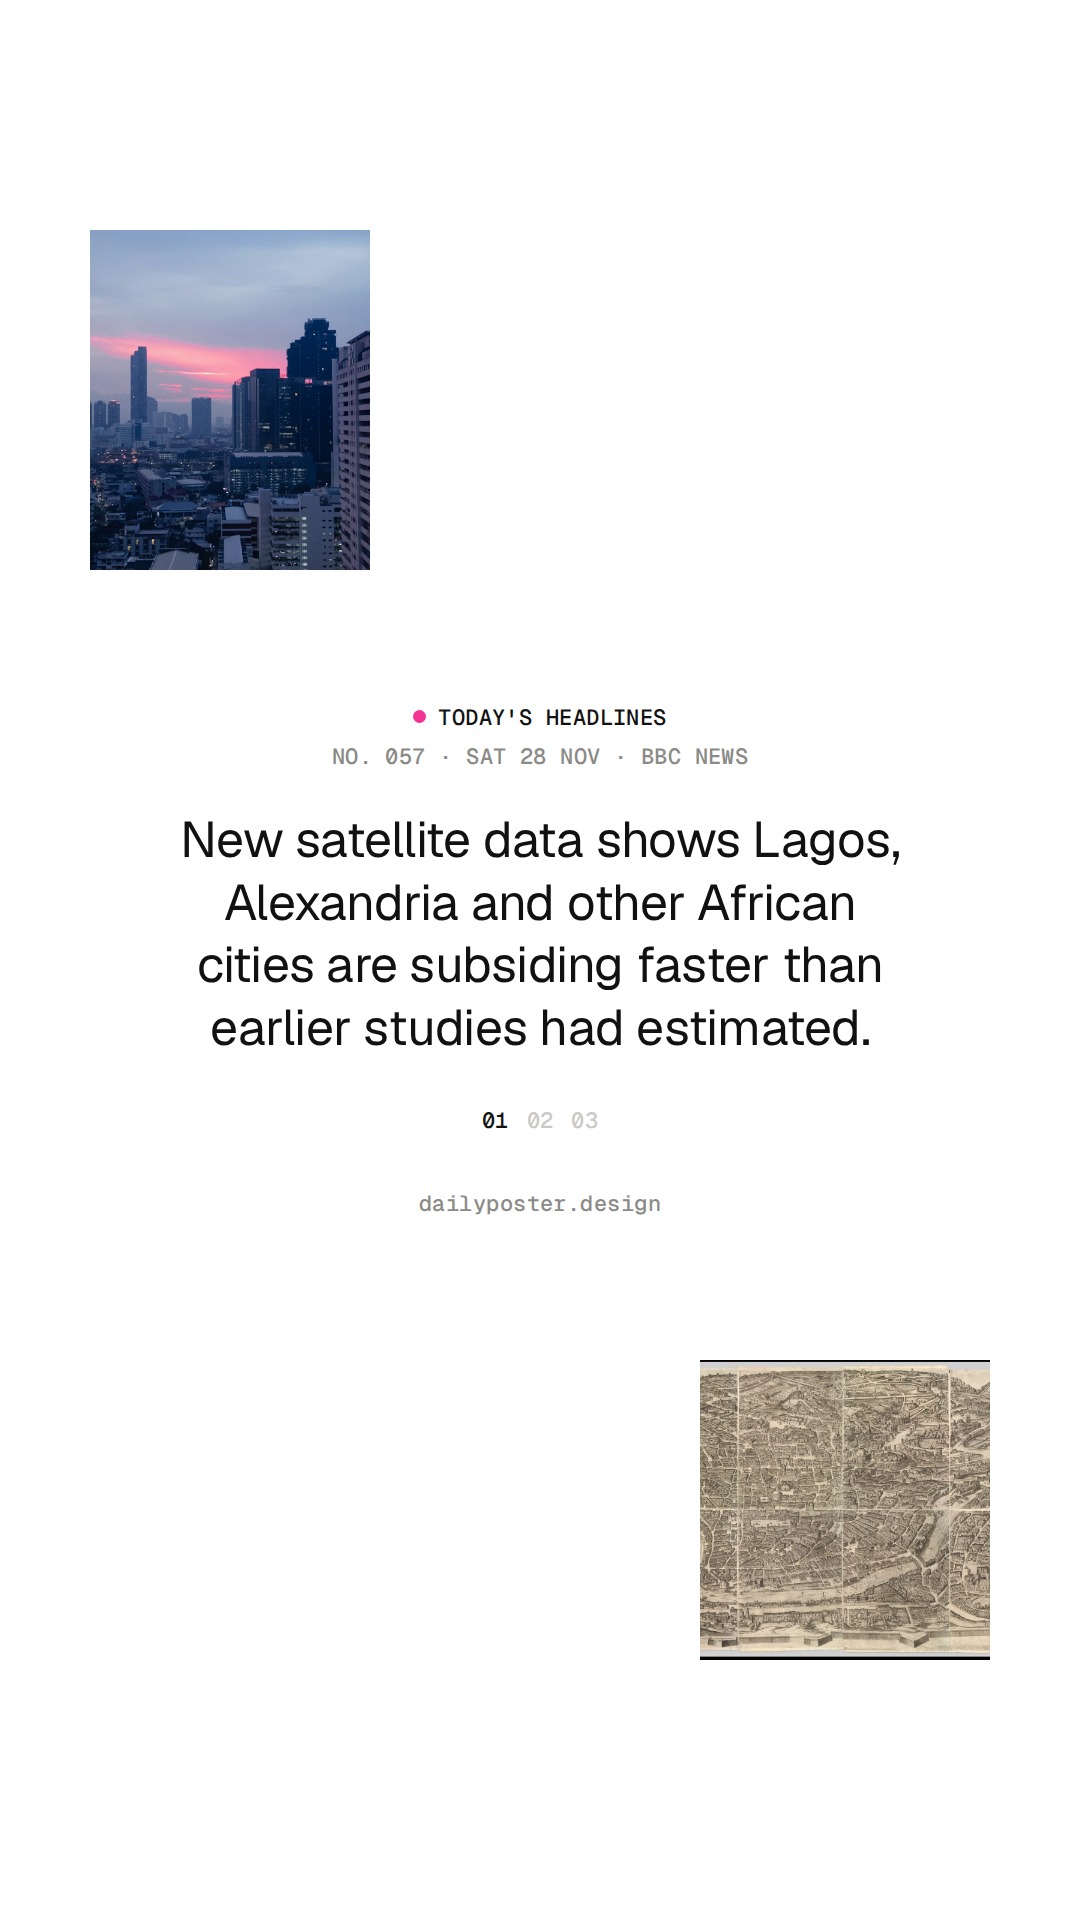 TODAY'S HEADLINES
NO. 057 · SAT 28 NOV · BBC NEWS
New satellite data shows Lagos,
Alexandria and other African
cities are subsiding faster than
earlier studies had estimated.
01 02 03
dailyposter.design